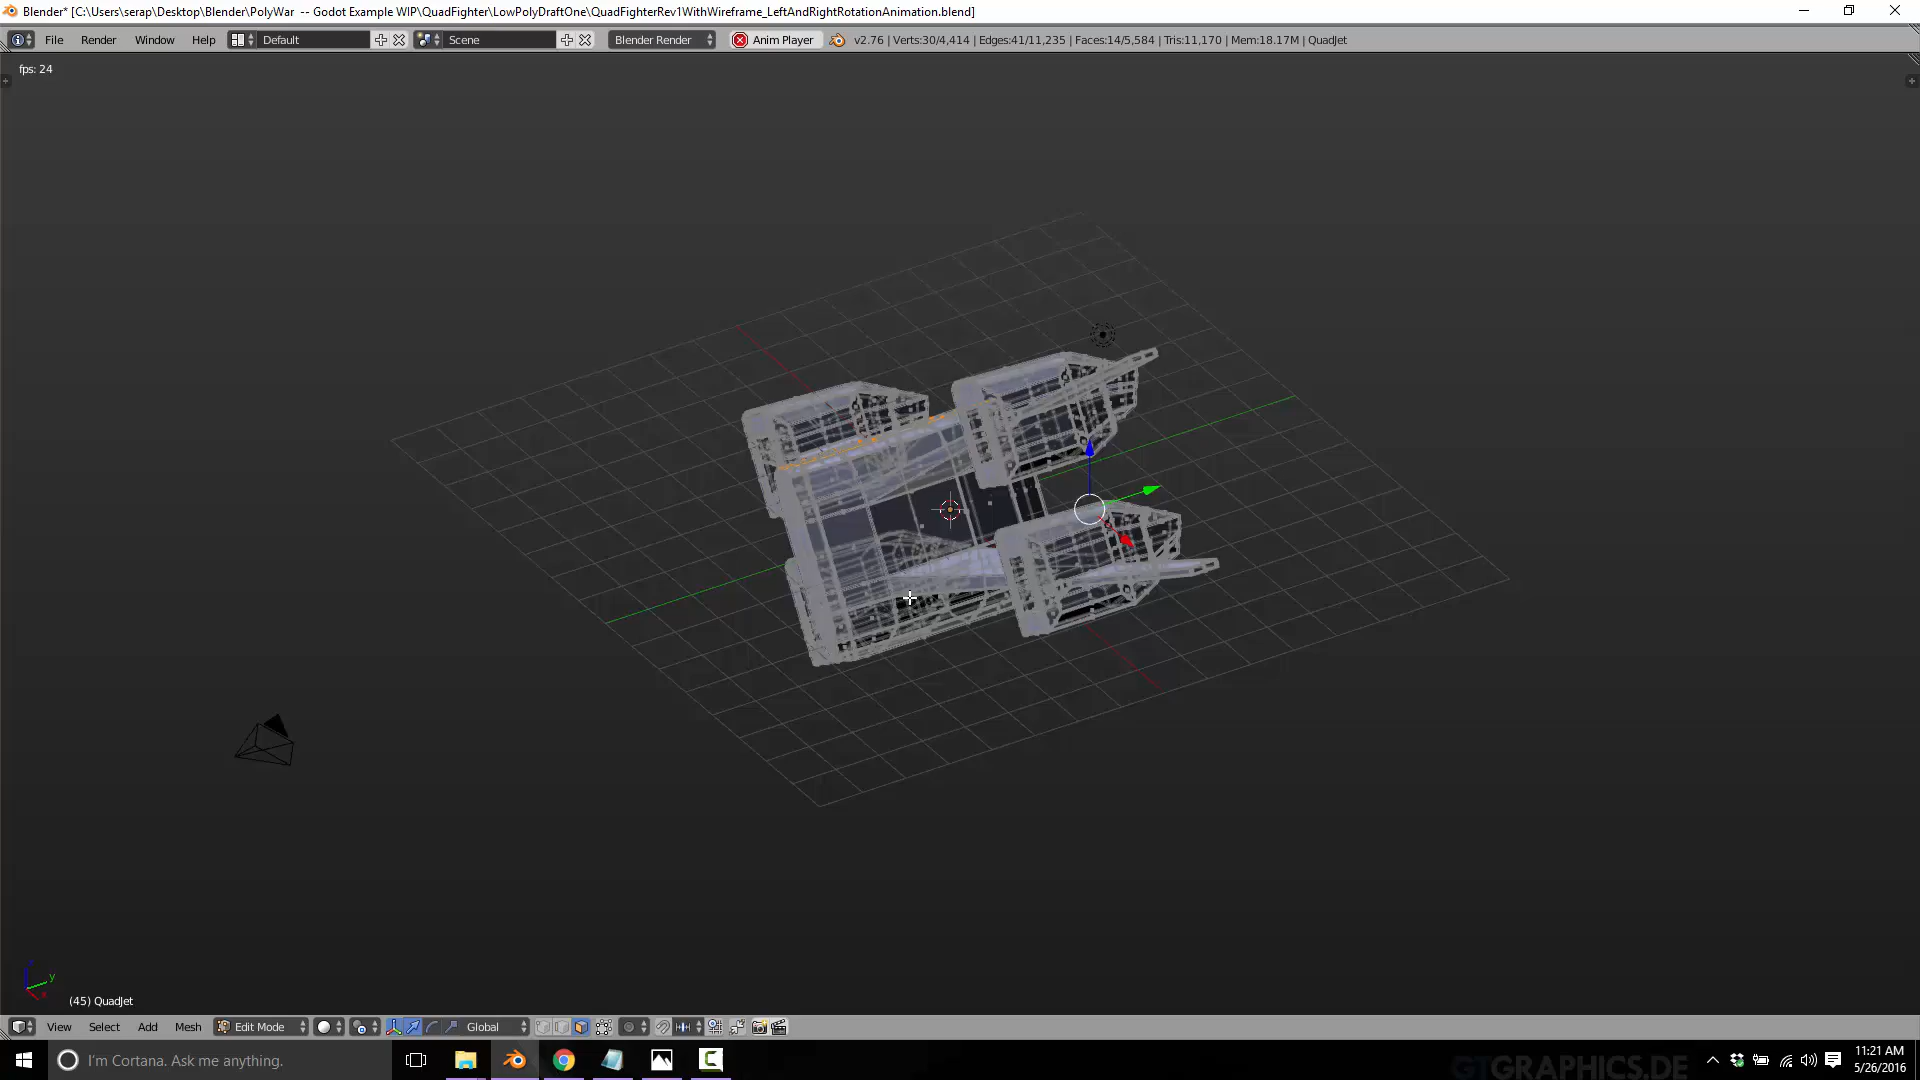 Blender* [C:\Users\serap\Desktop\Blender\PolyWar -- Godot Example WIP\QuadFighter\LowPolyDraftOne\QuadFighterRev1WithWireframe_LeftAndRightRotationAnimation.blend]
File Render Window Help Default Scene Blender Render Anim Player v2.76 | Verts:30/4,414 | Edges:41/11,235 | Faces:14/5,584 | Tris:11,170 | Mem:18.17M | QuadJet
fps: 24
y
(45) QuadJet
View Select Add Mesh Edit Mode Global
I'm Cortana. Ask me anything.
GTGRAPHICS.DE
11:21 AM
5/26/2016